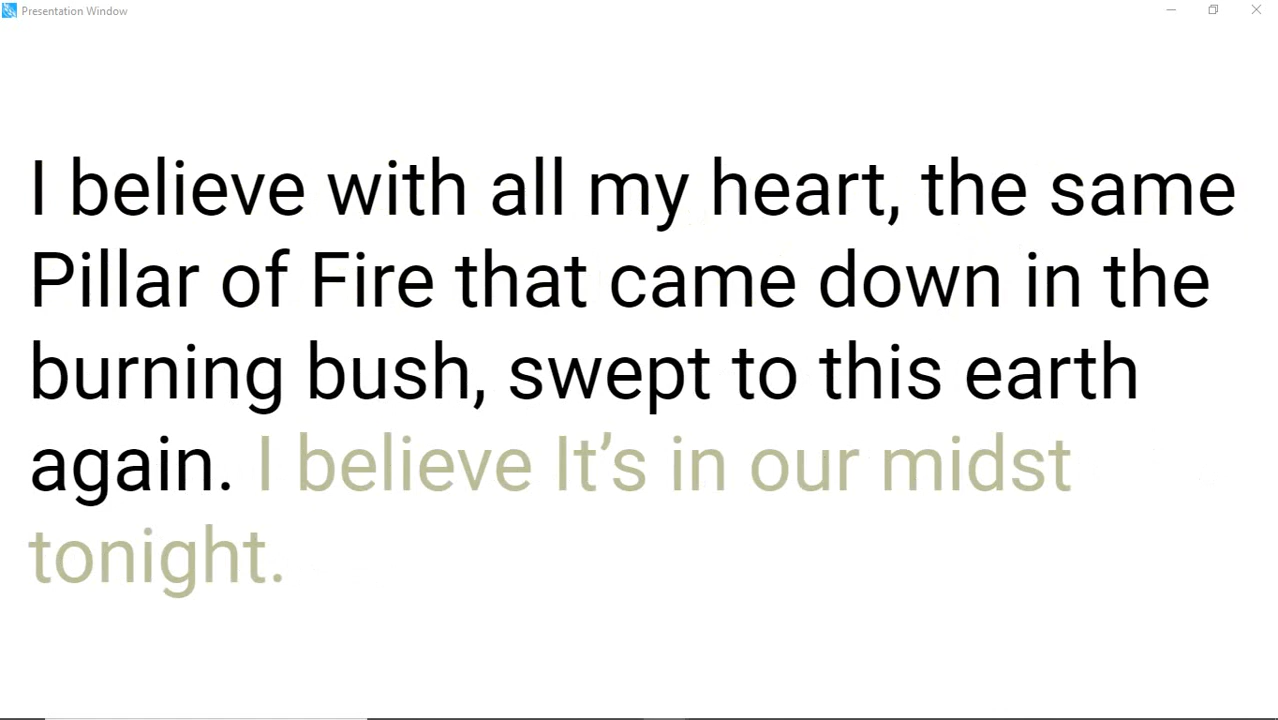 Presentation Window
I believe with all my heart, the same
Pillar of Fire that came down in the
burning bush, swept to this earth
again. I believe It’s in our midst
tonight.